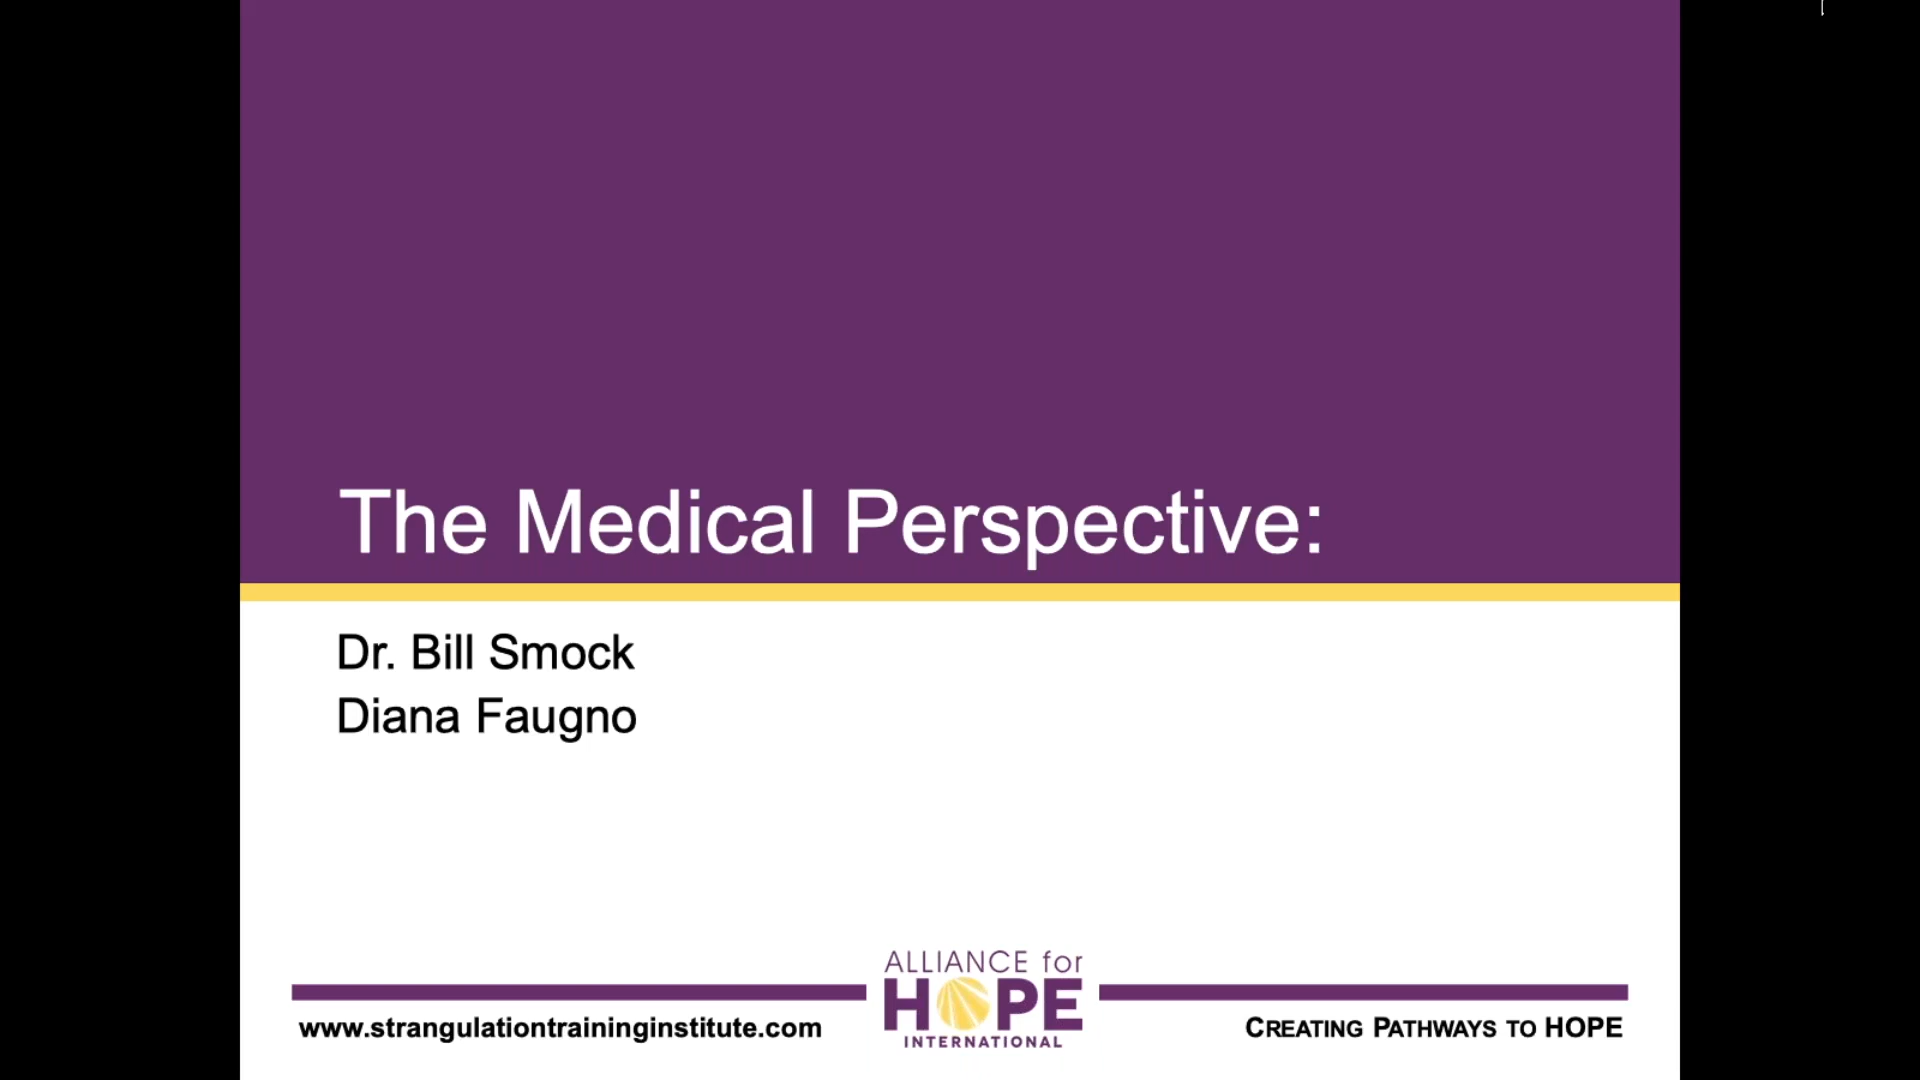 The Medical Perspective:
Dr. Bill Smock
Diana Faugno
www.strangulationtraininginstitute.com
ALLIANCE for
HOPE
INTERNATIONAL
CREATING PATHWAYS TO HOPE